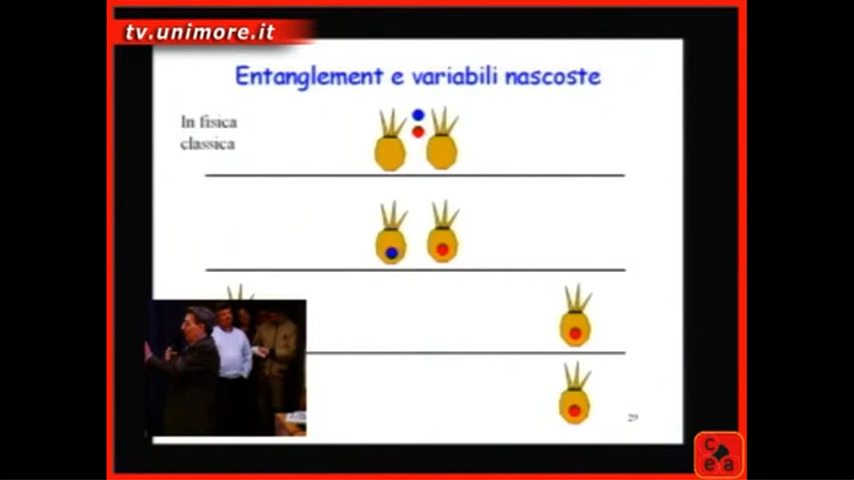 tv.unimore.it
Entanglement e variabili nascoste
In fisica
classica
29
c
e a